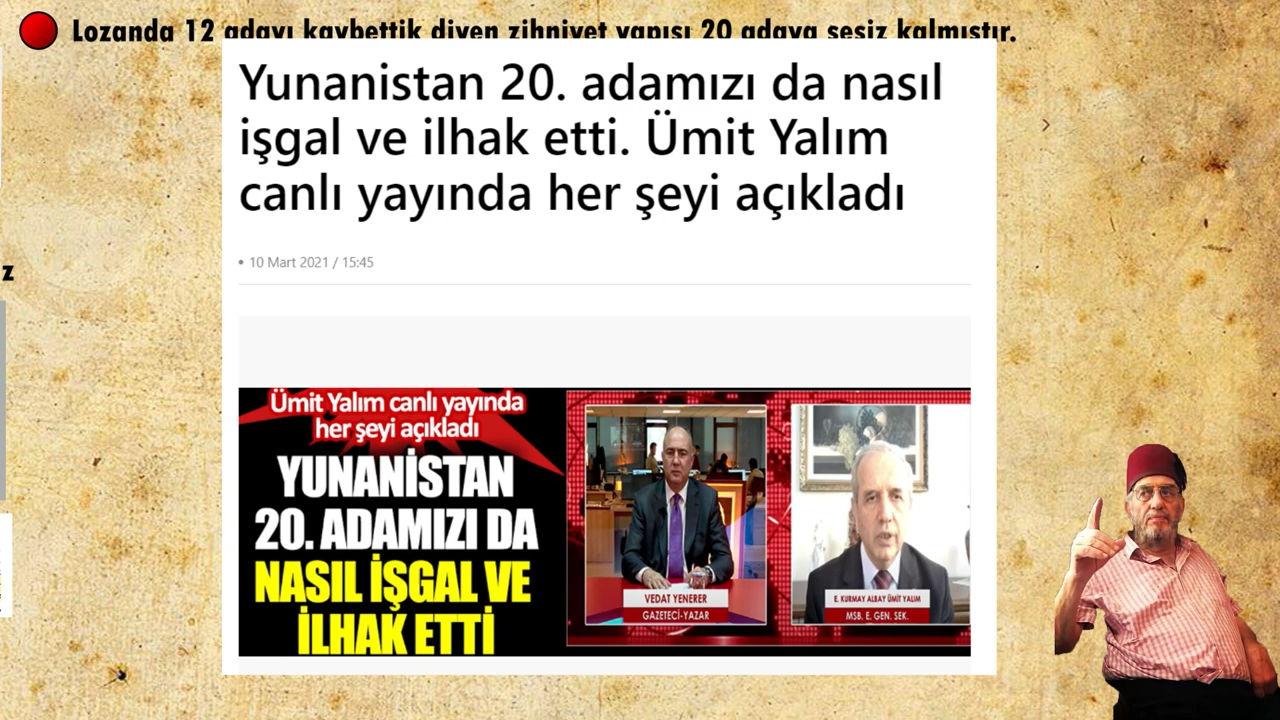 Lozanda 12 adayı kaybettik diyen zihniyet yapısı 20 adaya sesiz kalmıştır.
Yunanistan 20. adamızı da nasıl
işgal ve ilhak etti. Ümit Yalım
canlı yayında her şeyi açıkladı
• 10 Mart 2021 / 15:45
z
Ümit Yalım canlı yayında
her şeyi açıkladı
YUNANİSTAN
20. ADAMIZI DA
NASIL İŞGAL VE
İLHAK ETTİ
VEDAT YENERER
GAZETECİ-YAZAR
E. KURMAY ALBAY ÜMİT YALIM
MSB. E. GEN. SEK.